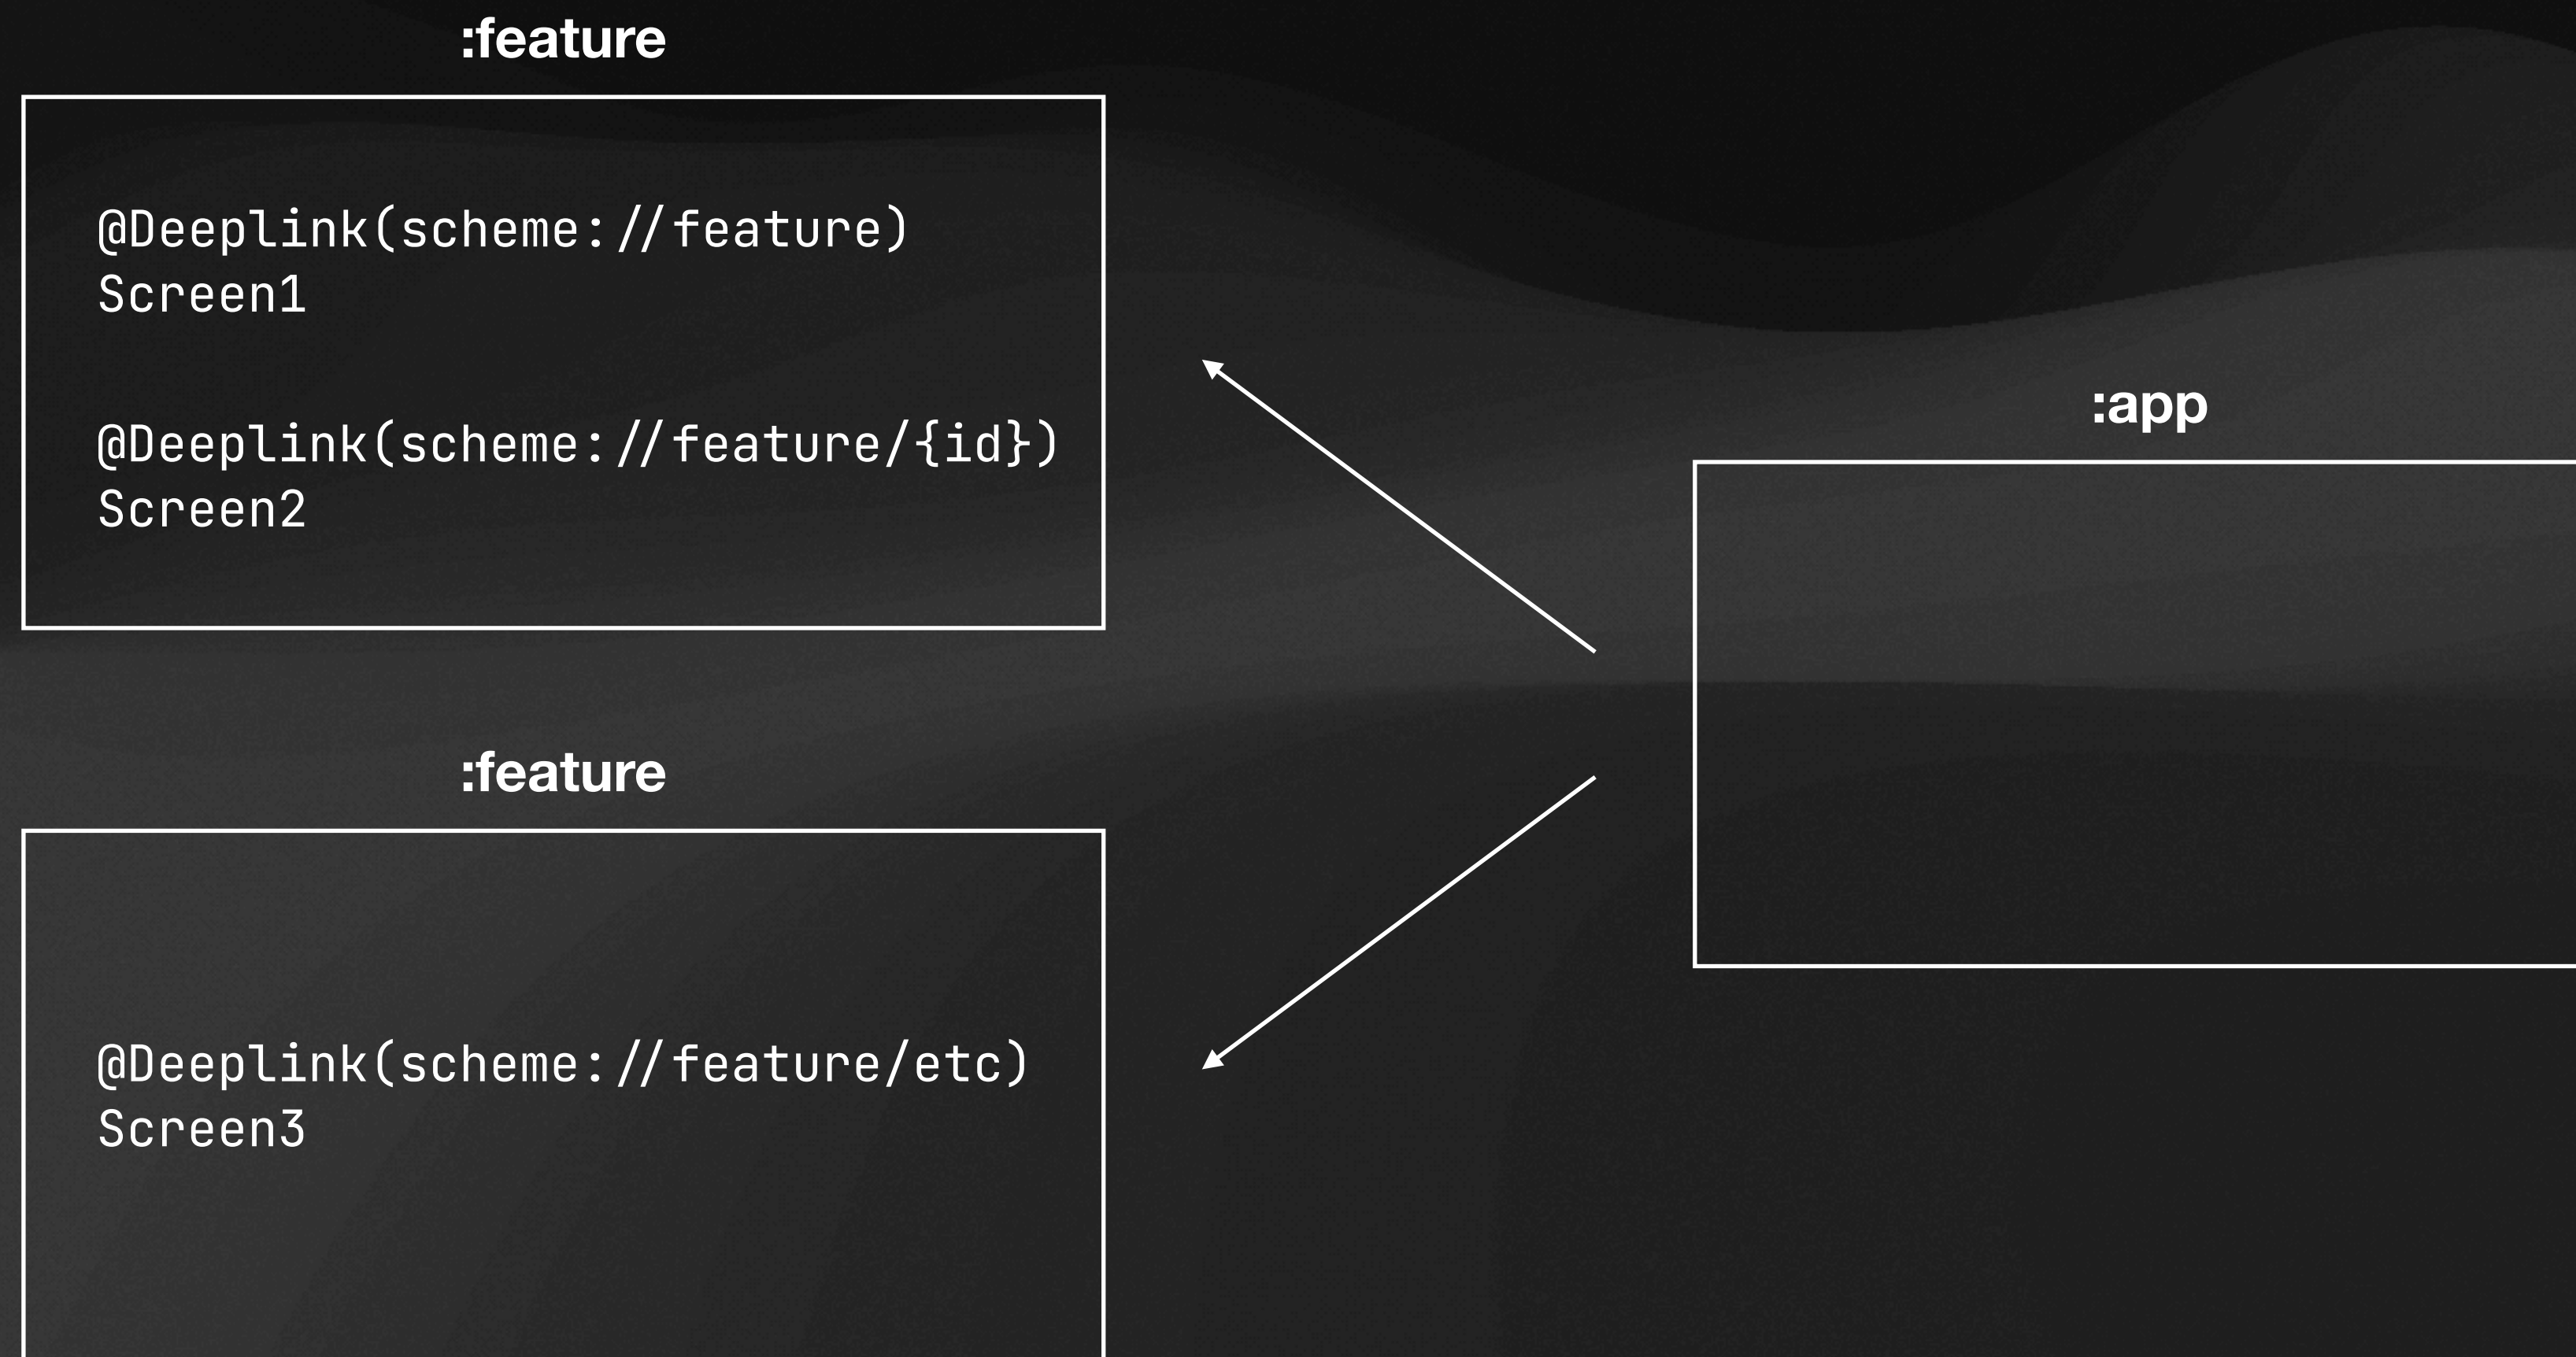 :feature
@Deeplink(scheme://feature)
Screen1
@Deeplink(scheme://feature/{id})
Screen2
:app
:feature
@Deeplink(scheme://feature/etc)
Screen3